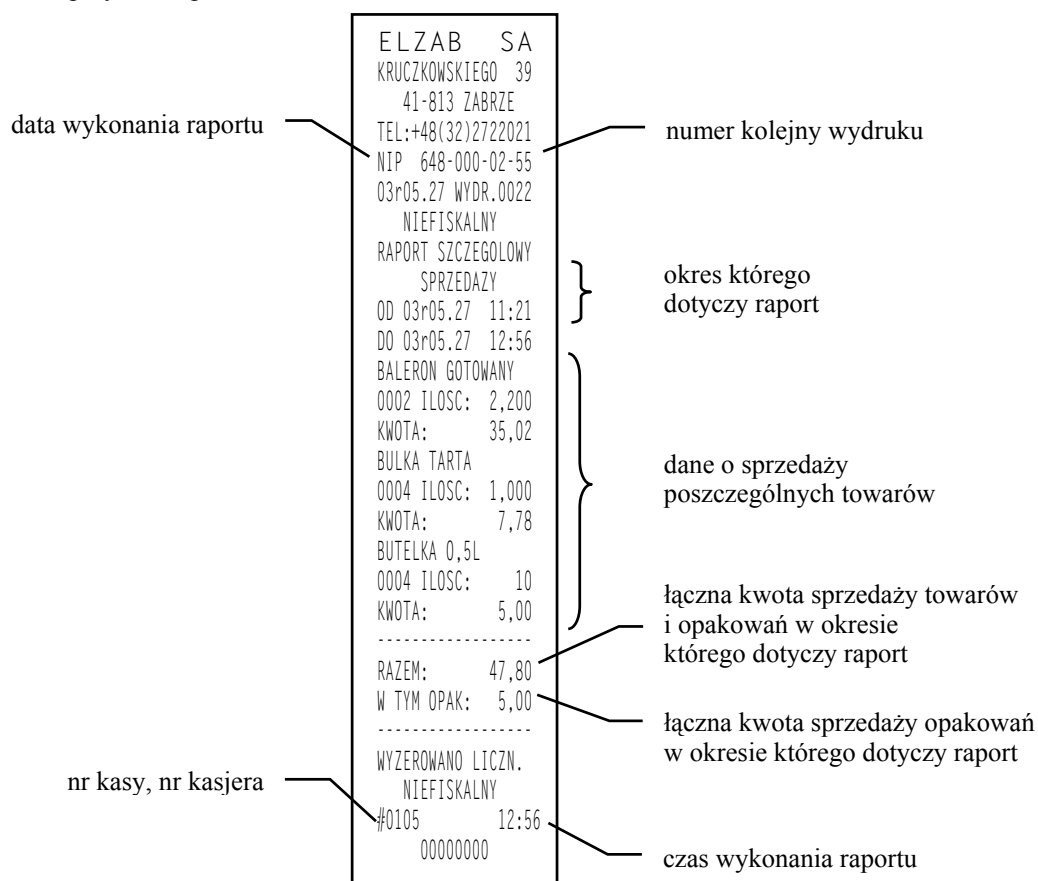 ELZAB SA
KRUCZKOWSKIEGO 39
41-813 ZABRZE
TEL:+48(32)2722021
NIP 648-000-02-55
03r05.27 WYDR.0022
NIEFISKALNY
RAPORT SZCZEGOLOWY
SPRZEDAZY
OD 03r05.27 11:21
DO 03r05.27 12:56
BALERON GOTOWANY
0002 ILOSC: 2,200
KWOTA: 35,02
BULKA TARTA
0004 ILOSC: 1,000
KWOTA: 7,78
BUTELKA 0,5L
0004 ILOSC: 10
KWOTA: 5,00
------------------
RAZEM: 47,80
W TYM OPAK: 5,00
------------------
WYZEROWANO LICZN.
NIEFISKALNY
#0105 12:56
00000000
data wykonania raportu
nr kasy, nr kasjera
numer kolejny wydruku
okres którego
dotyczy raport
dane o sprzedaży
poszczególnych towarów
łączna kwota sprzedaży towarów
i opakowań w okresie
którego dotyczy raport
łączna kwota sprzedaży opakowań
w okresie którego dotyczy raport
czas wykonania raportu